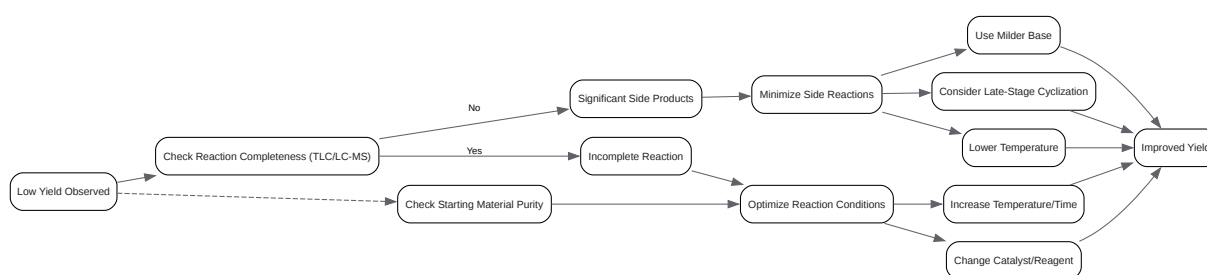 Low Yield Observed
Check Reaction Completeness (TLC/LC-MS)
No
Yes
Check Starting Material Purity
Significant Side Products
Incomplete Reaction
Minimize Side Reactions
Optimize Reaction Conditions
Use Milder Base
Consider Late-Stage Cyclization
Lower Temperature
Increase Temperature/Time
Change Catalyst/Reagent
Improved Yield